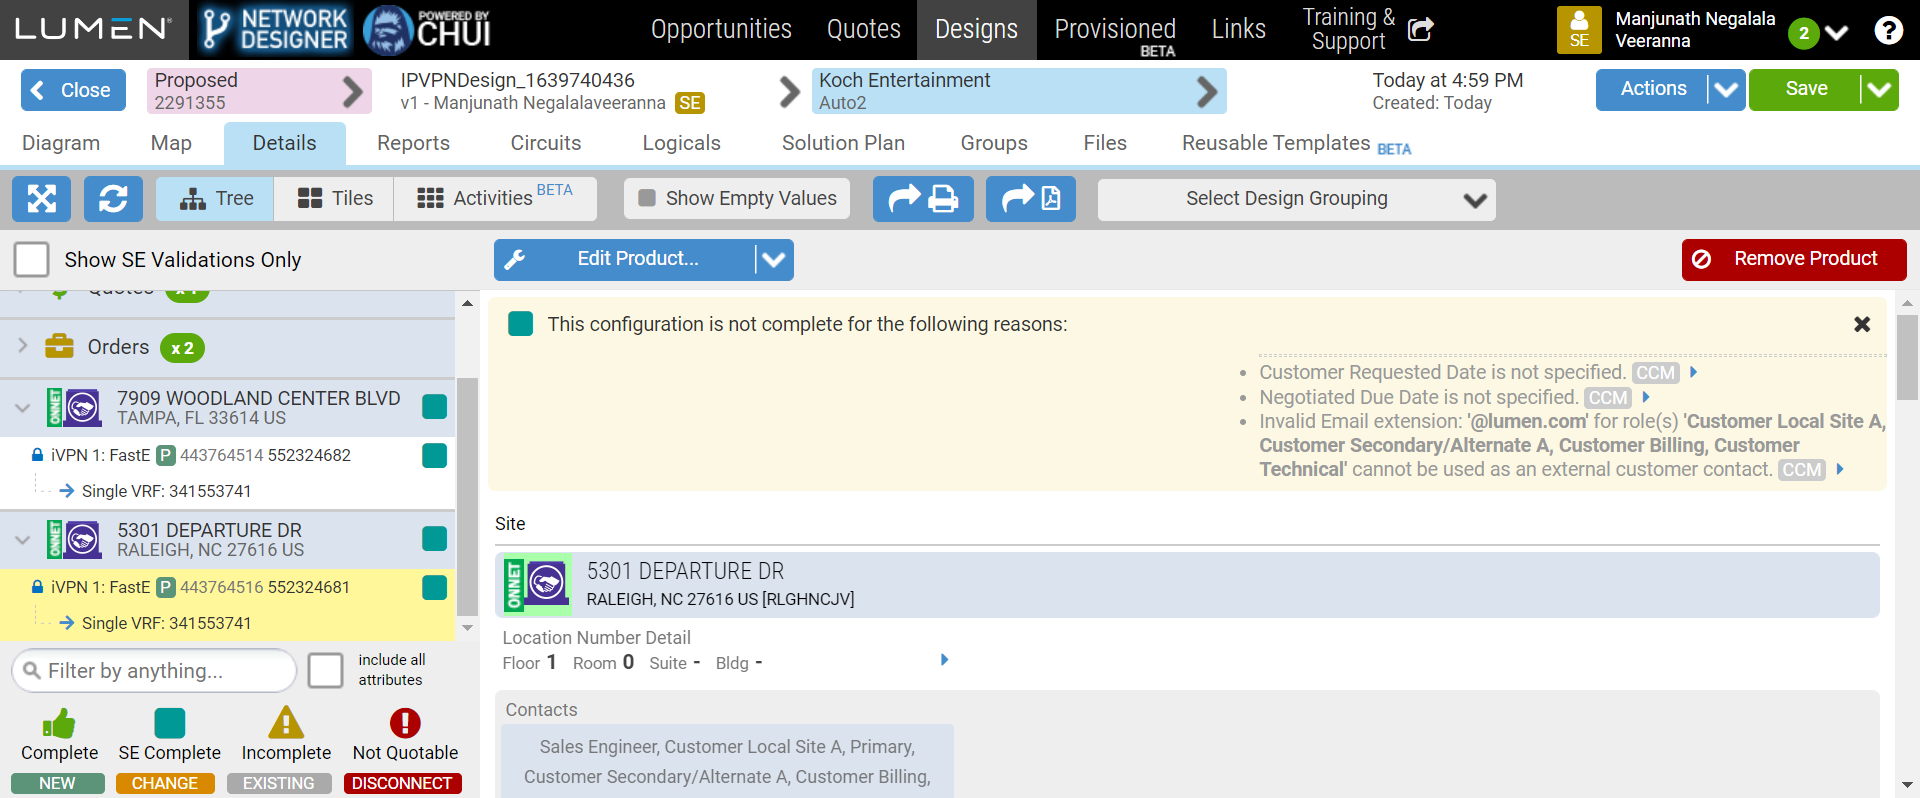 LUMEN NETWORK DESIGNER POWERED BY CHUI Opportunities Quotes Designs Provisioned BETA Links Training & Support SE Manjunath Negalala Veeranna 2 ?
Close Proposed 2291355 IPVPNDesign_1639740436 v1 - Manjunath Negalalaveeranna SE Koch Entertainment Auto2 Today at 4:59 PM Created: Today Actions Save
Diagram Map Details Reports Circuits Logicals Solution Plan Groups Files Reusable Templates BETA
Tree Tiles Activities BETA Show Empty Values Select Design Grouping
Show SE Validations Only Edit Product... Remove Product
Quotes
Orders x 2
ONNET 7909 WOODLAND CENTER BLVD
TAMPA, FL 33614 US
iVPN 1: FastE P 443764514 552324682
Single VRF: 341553741
ONNET 5301 DEPARTURE DR
RALEIGH, NC 27616 US
iVPN 1: FastE P 443764516 552324681
Single VRF: 341553741
Filter by anything... include all attributes
Complete SE Complete Incomplete Not Quotable
NEW CHANGE EXISTING DISCONNECT
This configuration is not complete for the following reasons:
Customer Requested Date is not specified. CCM
Negotiated Due Date is not specified. CCM
Invalid Email extension: '@lumen.com' for role(s) 'Customer Local Site A,
Customer Secondary/Alternate A, Customer Billing, Customer
Technical' cannot be used as an external customer contact. CCM
Site
ONNET 5301 DEPARTURE DR
RALEIGH, NC 27616 US [RLGHNCJV]
Location Number Detail
Floor 1 Room 0 Suite - Bldg -
Contacts
Sales Engineer, Customer Local Site A, Primary,
Customer Secondary/Alternate A, Customer Billing,